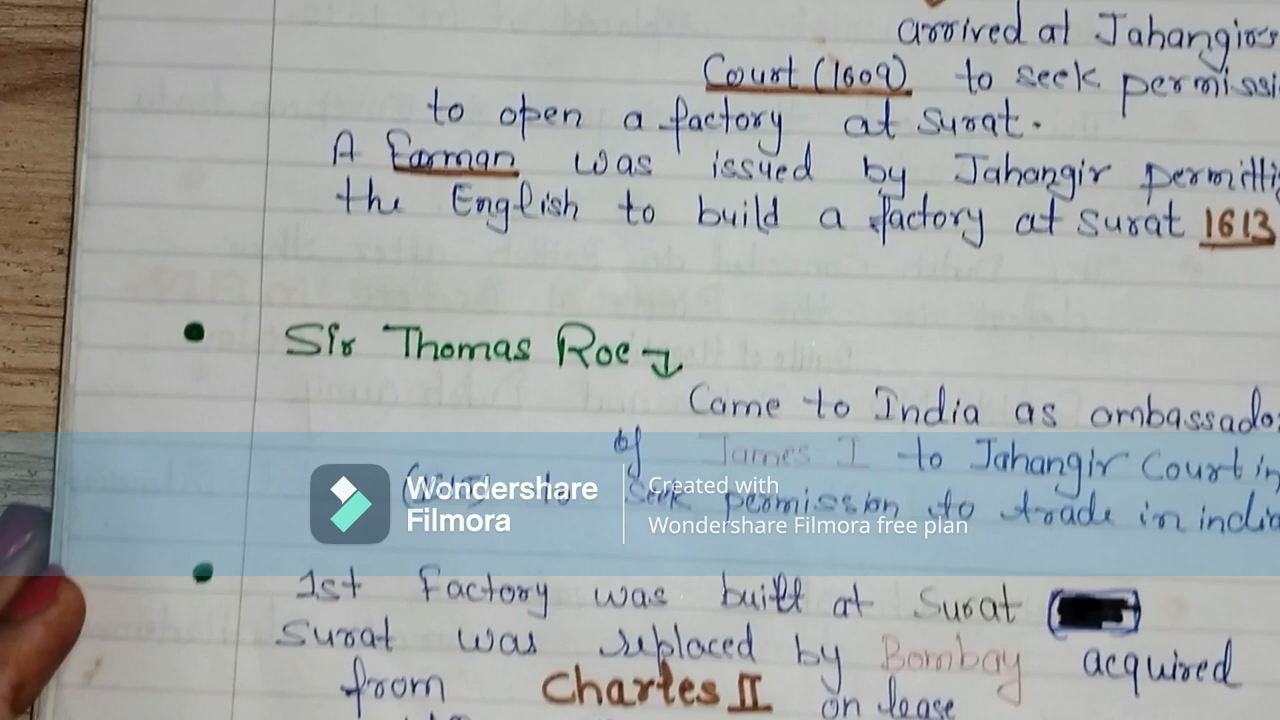 arrived at Jahangir's
Court (1609) to seek permissi
to open a factory at Surat.
A Farman was issued by Jahangir permitti
the English to build a factory at surat 1613
Sir Thomas Roe
Came to India as ambassador
of James I to Jahangir Court in
to seek permission to trade in india
Wondershare
Filmora
Created with
Wondershare Filmora free plan
1st Factory was built at Surat
Surat was replaced by Bombay acquired
from Charles II on lease